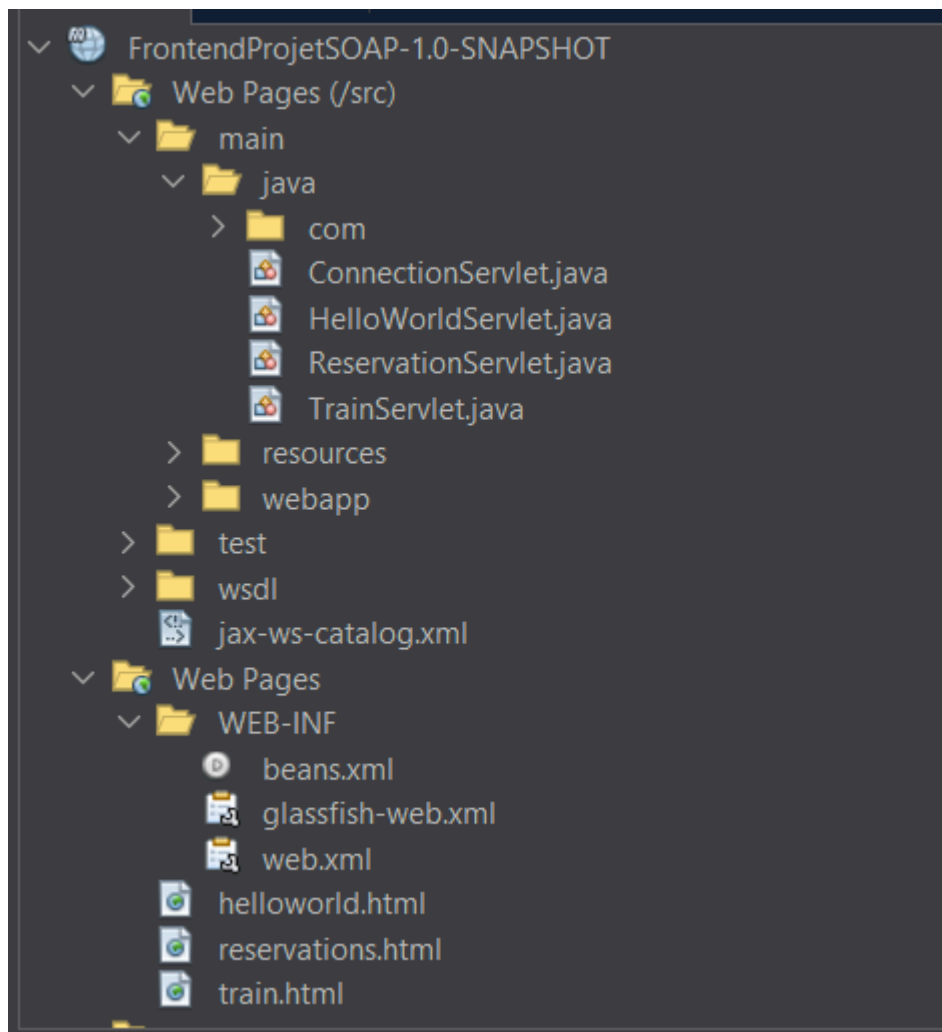 FrontendProjetSOAP-1.0-SNAPSHOT
Web Pages (/src)
main
java
com
ConnectionServlet.java
HelloWorldServlet.java
ReservationServlet.java
TrainServlet.java
resources
webapp
test
wsdl
jax-ws-catalog.xml
Web Pages
WEB-INF
beans.xml
glassfish-web.xml
web.xml
helloworld.html
reservations.html
train.html